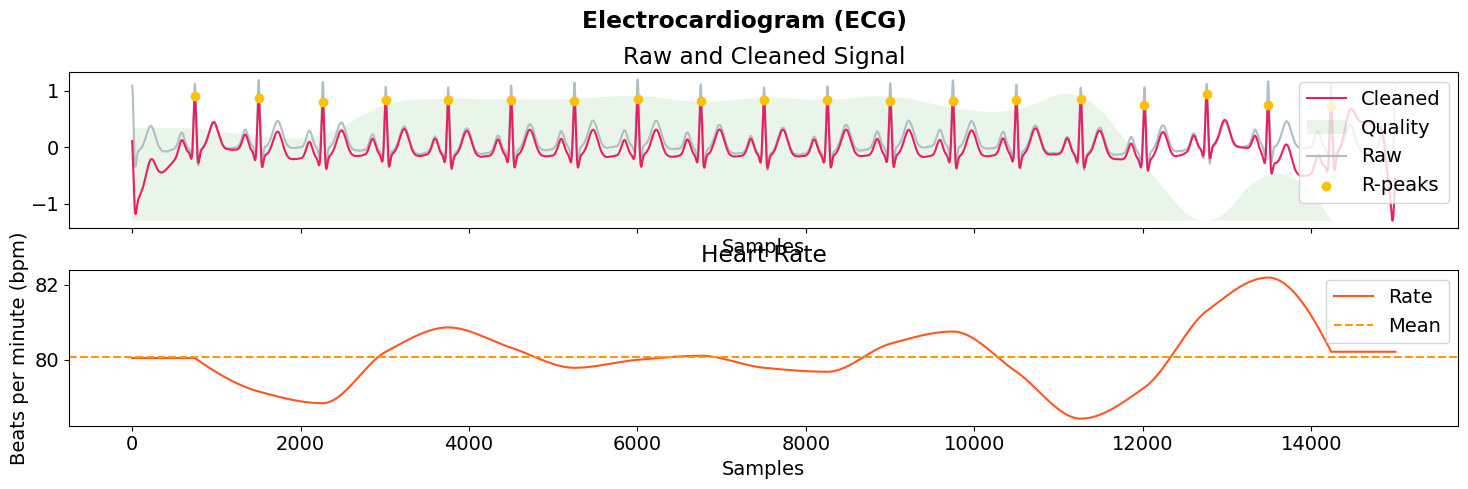 Electrocardiogram (ECG)
Raw and Cleaned Signal
1
0
−1
Cleaned
Quality
Raw
R-peaks
Samples
Heart Rate
Beats per minute (bpm)
82
80
Rate
Mean
0 2000 4000 6000 8000 10000 12000 14000
Samples